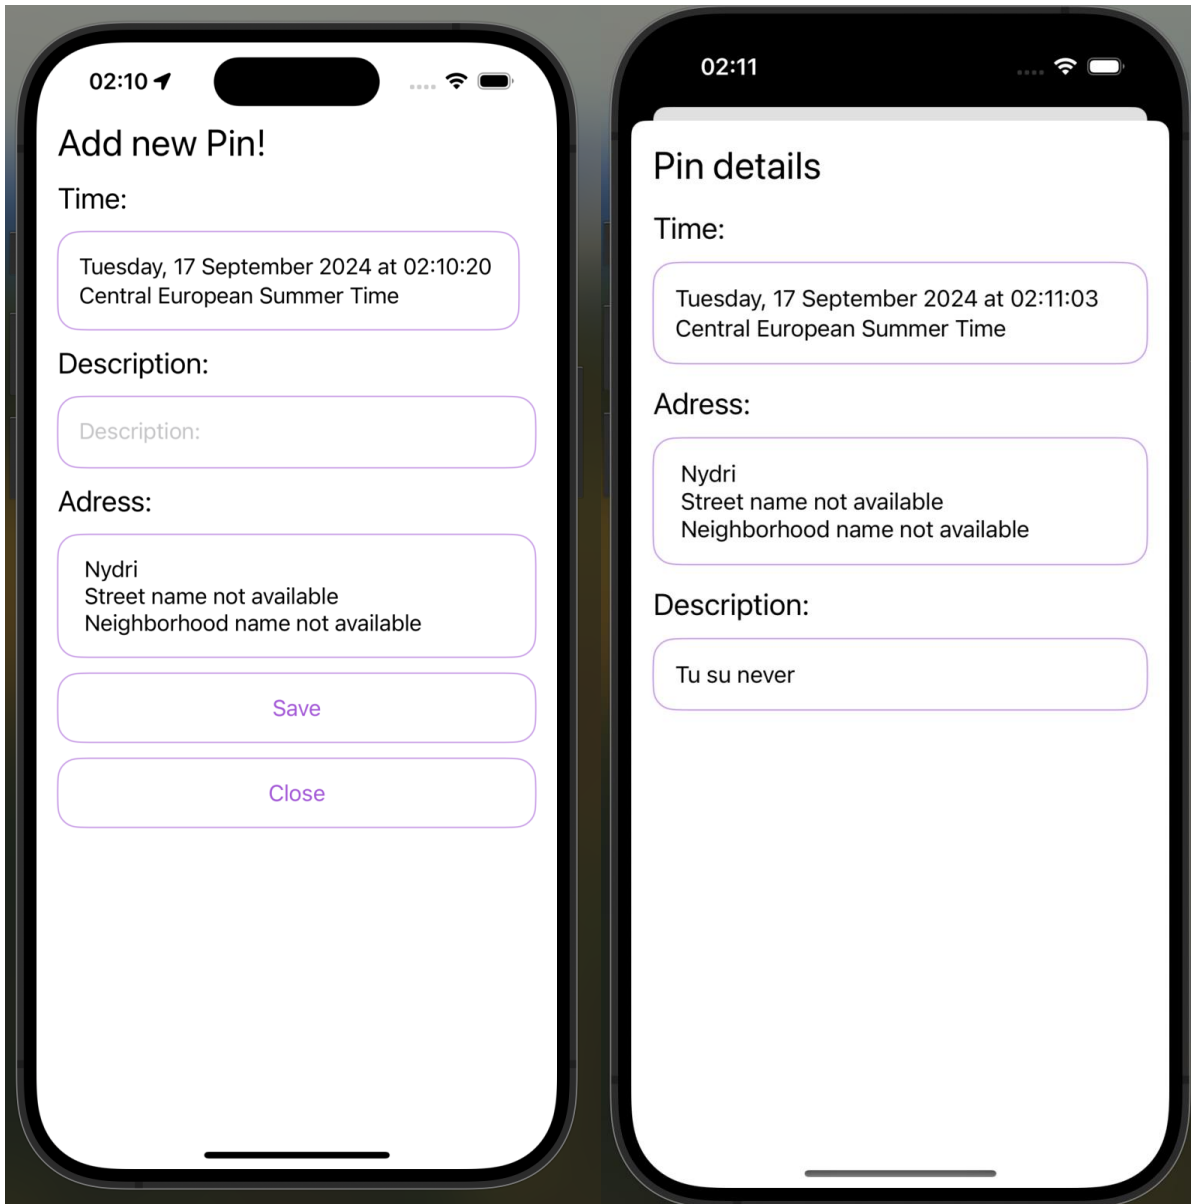 02:10
Add new Pin!
Time:
Tuesday, 17 September 2024 at 02:10:20
Central European Summer Time
Description:
Description:
Adress:
Nydri
Street name not available
Neighborhood name not available
Save
Close
02:11
Pin details
Time:
Tuesday, 17 September 2024 at 02:11:03
Central European Summer Time
Adress:
Nydri
Street name not available
Neighborhood name not available
Description:
Tu su never